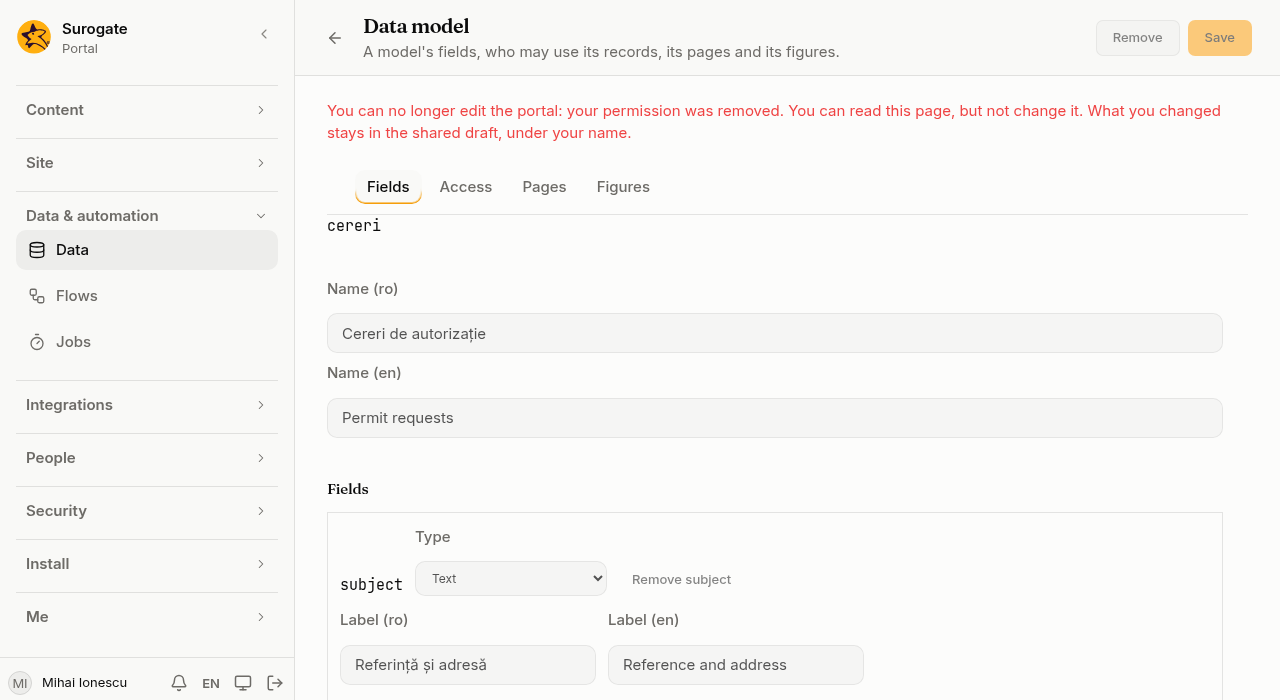 Surogate
Portal
Content
Site
Data & automation
Data
Flows
Jobs
Integrations
People
Security
Install
Me
MI
Mihai Ionescu
EN
Data model
A model's fields, who may use its records, its pages and its figures.
Remove
Save
You can no longer edit the portal: your permission was removed. You can read this page, but not change it. What you changed
stays in the shared draft, under your name.
Fields
Access
Pages
Figures
cereri
Name (ro)
Cereri de autorizație
Name (en)
Permit requests
Fields
Type
subject
Text
Remove subject
Label (ro)
Label (en)
Referință și adresă
Reference and address